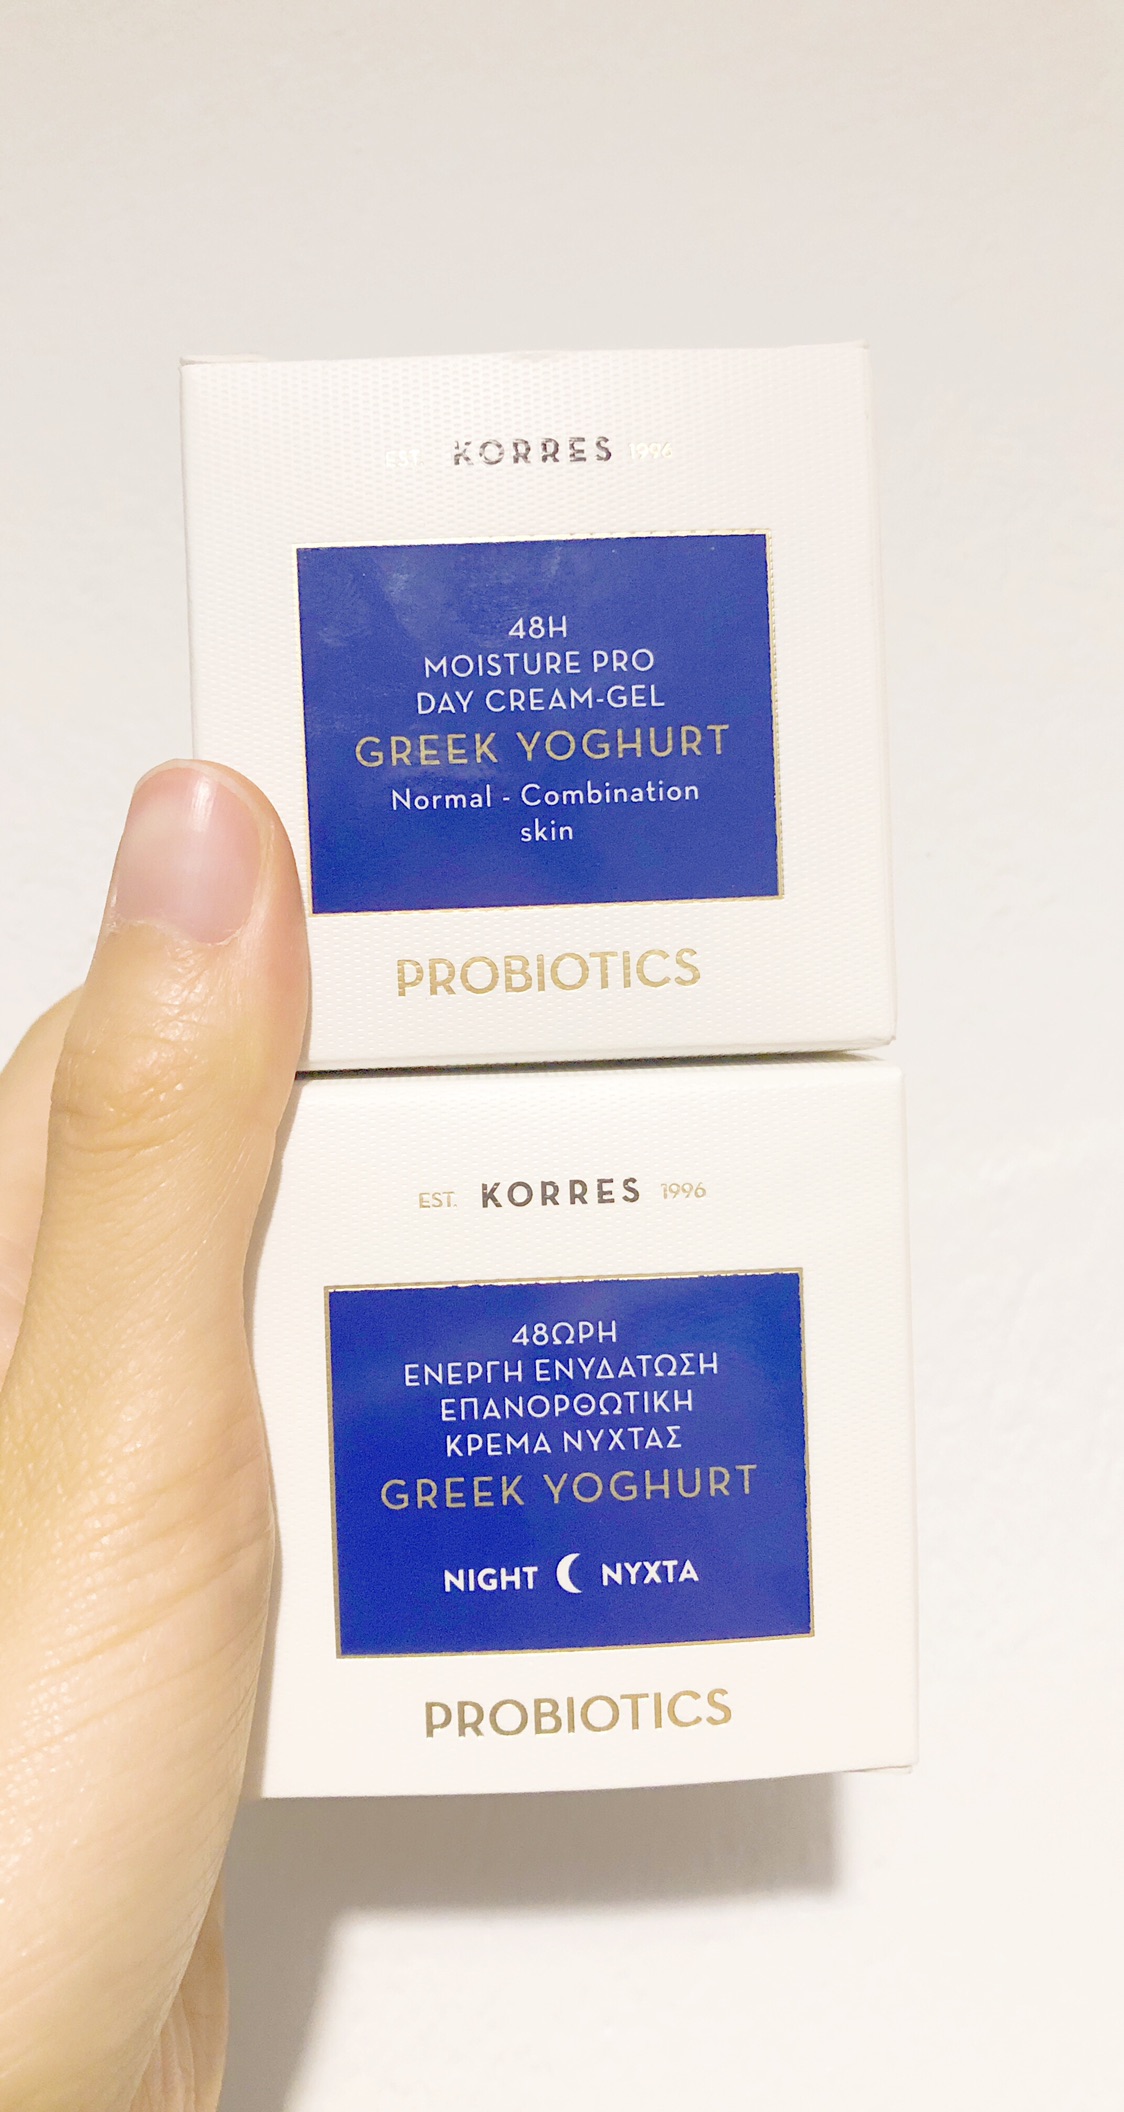 EST. KORRES 1996
48H
MOISTURE PRO
DAY CREAM-GEL
GREEK YOGHURT
Normal - Combination
skin
PROBIOTICS
EST. KORRES 1996
48ΩΡΗ
ΕΝΕΡΓΗ ΕΝΥΔΑΤΩΣΗ
ΕΠΑΝΟΡΘΩΤΙΚΗ
ΚΡΕΜΑ ΝΥΧΤΑΣ
GREEK YOGHURT
NIGHT ΝΥΧΤΑ
PROBIOTICS